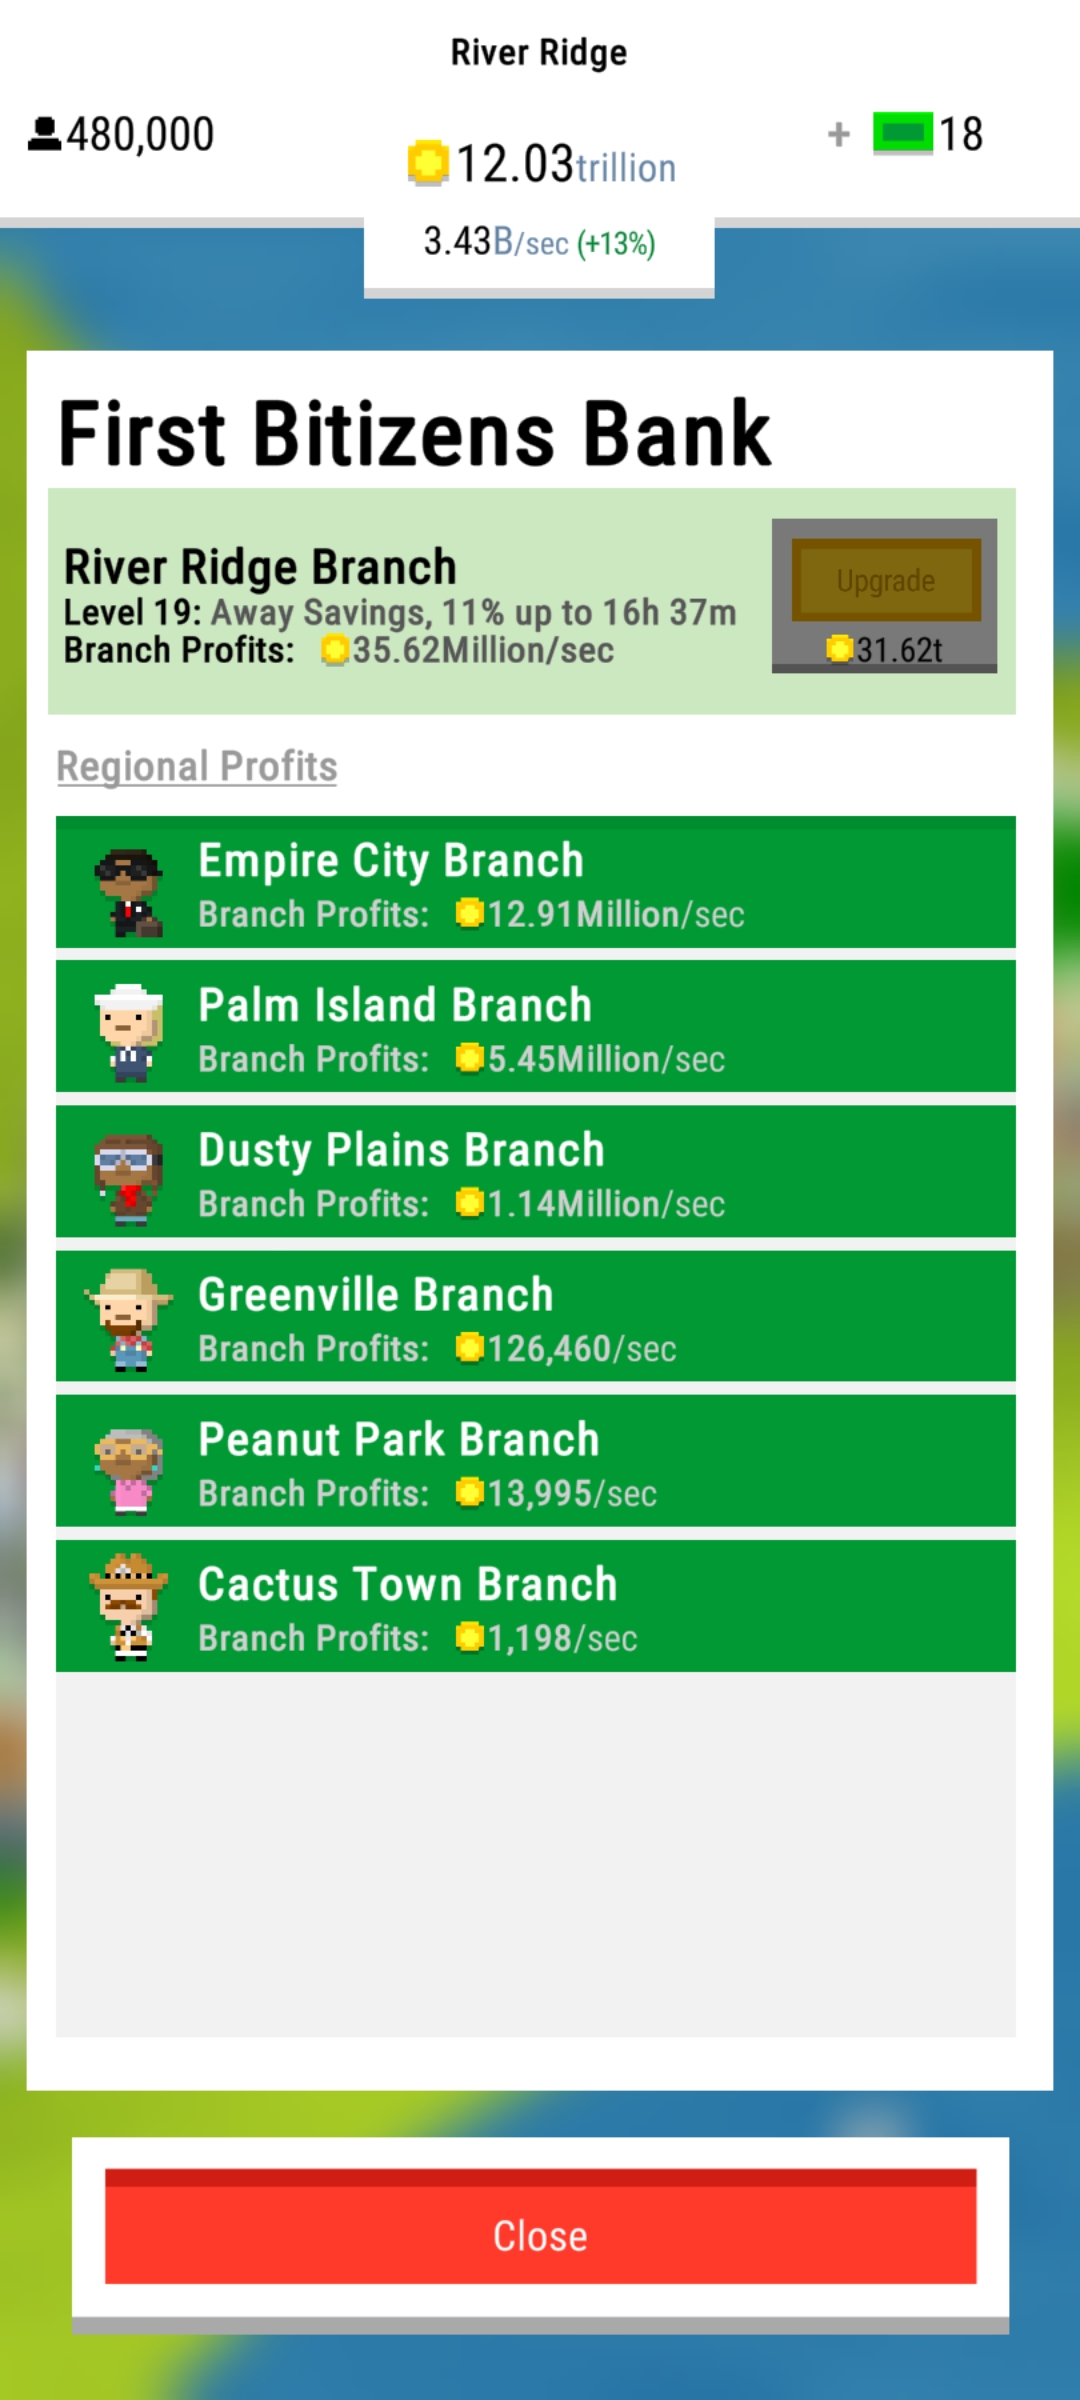 River Ridge
480,000
12.03trillion
+ 18
3.43B/sec (+13%)
First Bitizens Bank
River Ridge Branch
Level 19: Away Savings, 11% up to 16h 37m
Branch Profits: 35.62Million/sec
Upgrade
31.62t
Regional Profits
Empire City Branch
Branch Profits: 12.91Million/sec
Palm Island Branch
Branch Profits: 5.45Million/sec
Dusty Plains Branch
Branch Profits: 1.14Million/sec
Greenville Branch
Branch Profits: 126,460/sec
Peanut Park Branch
Branch Profits: 13,995/sec
Cactus Town Branch
Branch Profits: 1,198/sec
Close